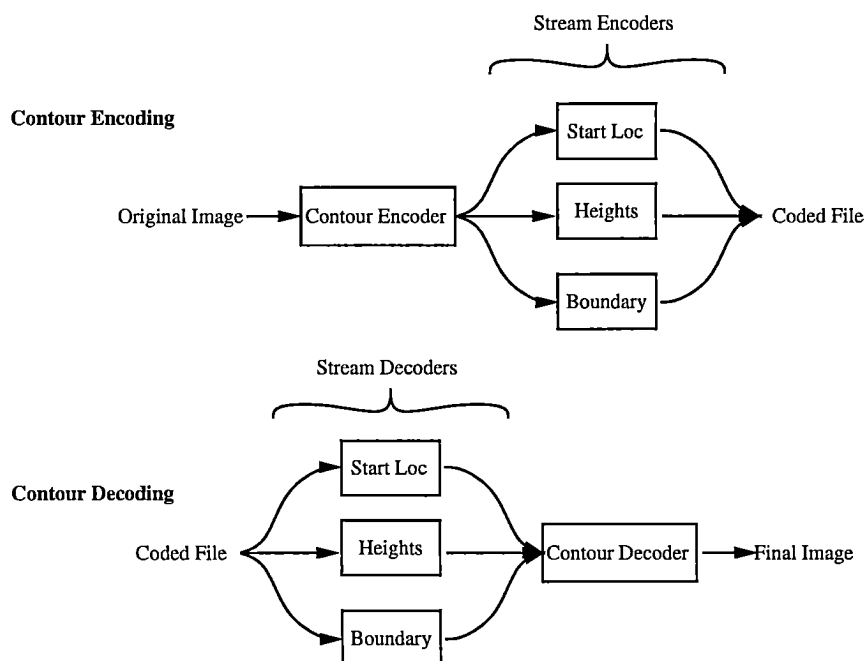 Stream Encoders
Contour Encoding
Start Loc
Original Image
Contour Encoder
Heights
Coded File
Boundary
Stream Decoders
Contour Decoding
Start Loc
Coded File
Heights
Contour Decoder
Final Image
Boundary